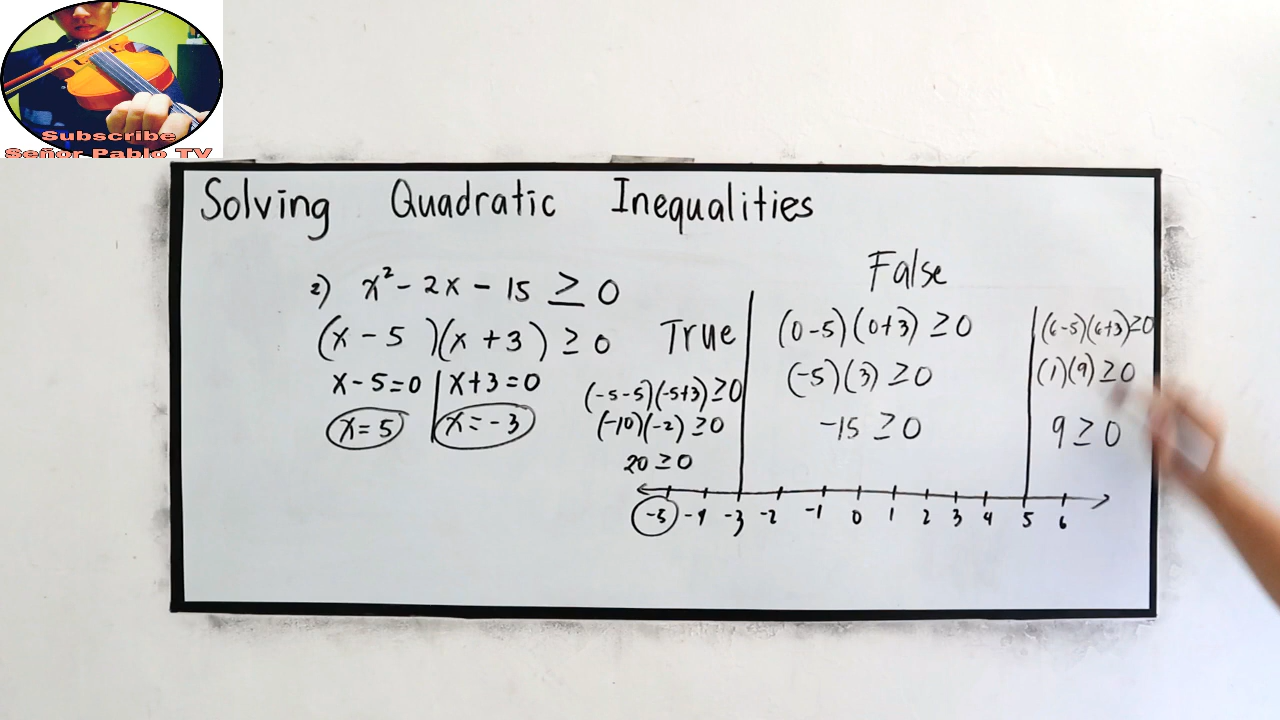 Subscribe
Señor Pablo TV
Solving Quadratic Inequalities
2) x² - 2x - 15 ≥ 0
(x - 5)(x + 3) ≥ 0
x - 5 = 0 | x + 3 = 0
x = 5 | x = -3
True
(-5-5)(-5+3) ≥ 0
(-10)(-2) ≥ 0
20 ≥ 0
False
(0-5)(0+3) ≥ 0
(-5)(3) ≥ 0
-15 ≥ 0
(6-5)(6+3) ≥ 0
(1)(9) ≥ 0
9 ≥ 0
-5 -4 -3 -2 -1 0 1 2 3 4 5 6